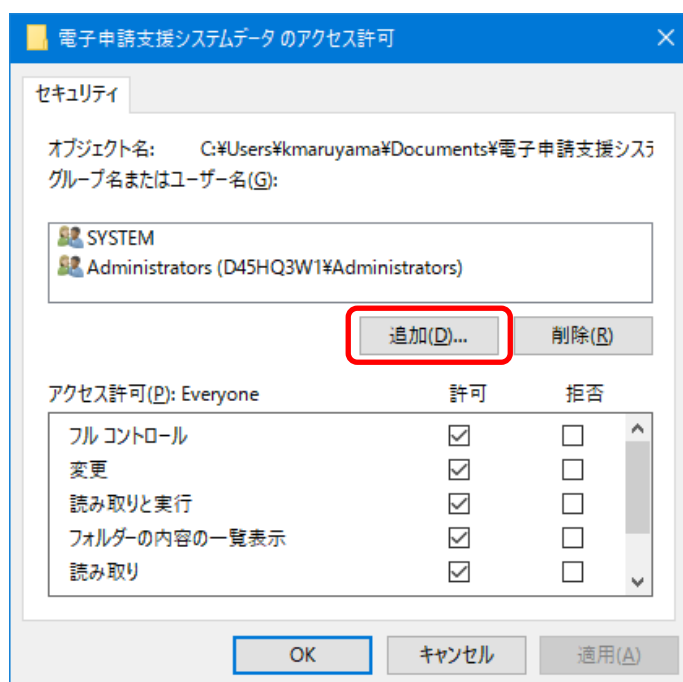 電子申請支援システムデータ のアクセス許可
セキュリティ
オブジェクト名: C:¥Users¥kmaruyama¥Documents¥電子申請支援シス
グループ名またはユーザー名(G):
SYSTEM
Administrators (D45HQ3W1¥Administrators)
追加(D)... 削除(R)
アクセス許可(P): Everyone 許可 拒否
フル コントロール
変更
読み取りと実行
フォルダーの内容の一覧表示
読み取り
OK キャンセル 適用(A)